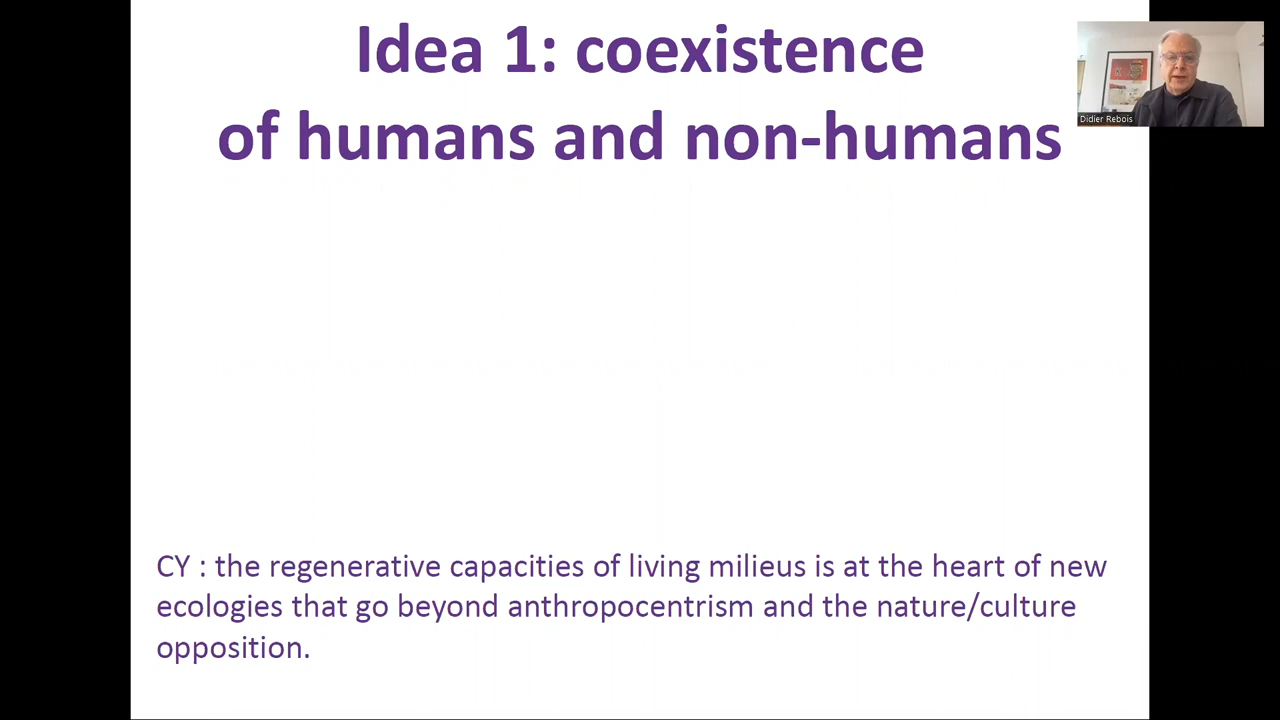 Idea 1: coexistence
of humans and non-humans
Didier Rebois
CY : the regenerative capacities of living milieus is at the heart of new
ecologies that go beyond anthropocentrism and the nature/culture
opposition.